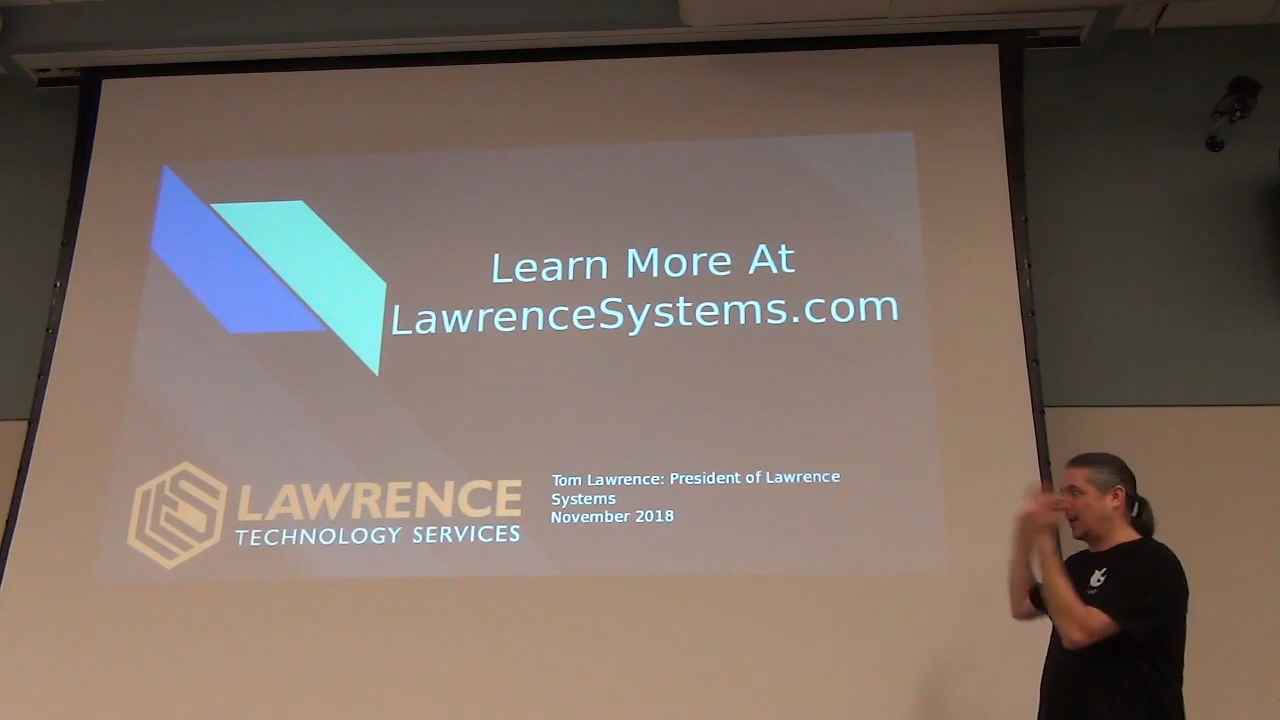 Learn More At
LawrenceSystems.com
LAWRENCE
TECHNOLOGY SERVICES
Tom Lawrence: President of Lawrence
Systems
November 2018